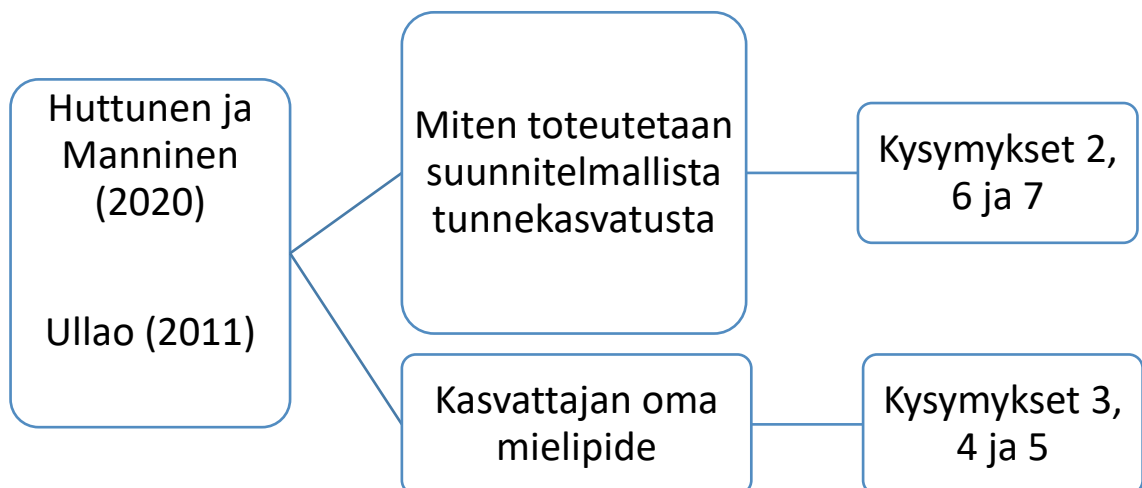 Huttunen ja
Manninen
(2020)
Ullao (2011)
Miten toteutetaan
suunnitelmallista
tunnekasvatusta
Kysymykset 2,
6 ja 7
Kasvattajan oma
mielipide
Kysymykset 3,
4 ja 5